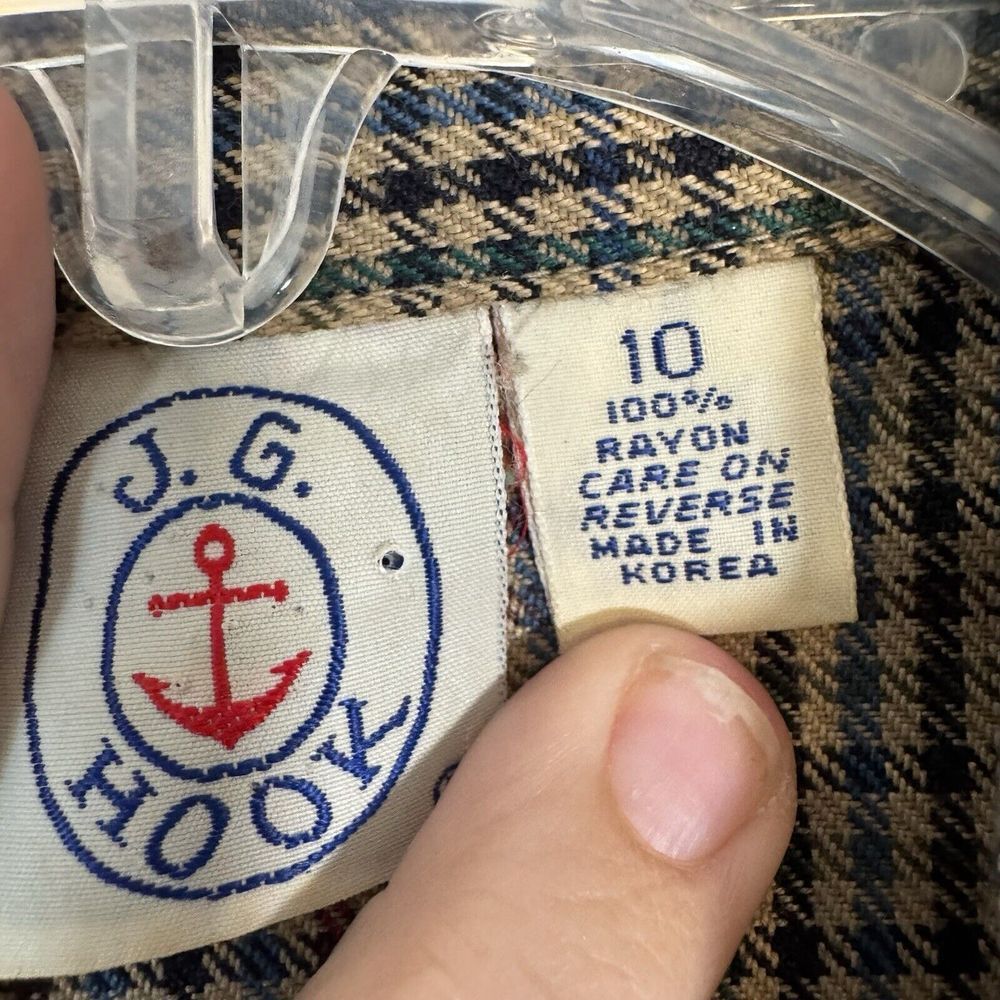 J. G.
HOOK
10
100%
RAYON
CARE ON
REVERSE
MADE IN
KOREA